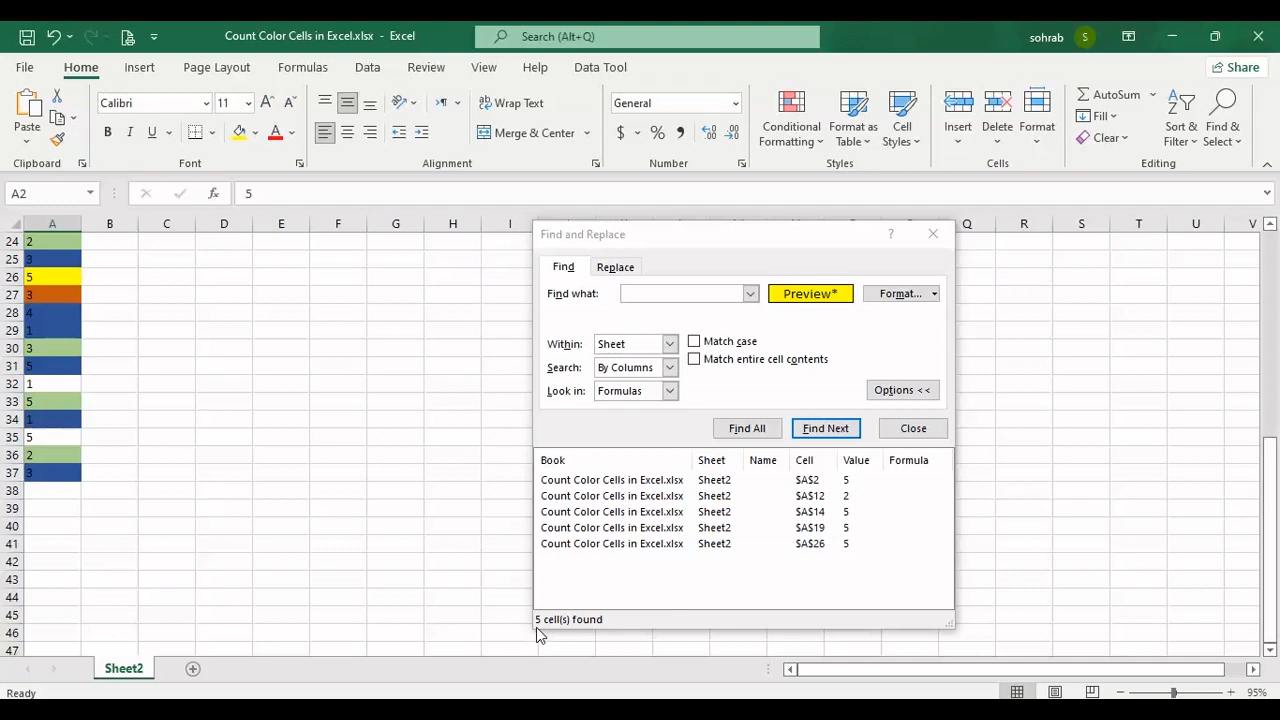 Count Color Cells in Excel.xlsx - Excel
Search (Alt+Q)
sohrab S
File Home Insert Page Layout Formulas Data Review View Help Data Tool Share
Paste
Clipboard
Calibri 11
B I U
Font
Wrap Text
Merge & Center
Alignment
General
$ %
Number
Conditional Formatting
Format as Table
Cell Styles
Styles
Insert
Delete
Format
Cells
AutoSum
Fill
Clear
Sort & Filter
Find & Select
Editing
A2 fx 5
A B C D E F G H I Q R S T U V
24 2
25 3
26 5
27 3
28 4
29 1
30 3
31 5
32 1
33 5
34 1
35 5
36 2
37 3
38
39
40
41
42
43
44
45
46
47
Find and Replace ?
Find Replace
Find what: Preview* Format...
Within: Sheet Match case
Search: By Columns Match entire cell contents
Look in: Formulas Options <<
Find All Find Next Close
Book Sheet Name Cell Value Formula
Count Color Cells in Excel.xlsx Sheet2 $A$2 5
Count Color Cells in Excel.xlsx Sheet2 $A$12 2
Count Color Cells in Excel.xlsx Sheet2 $A$14 5
Count Color Cells in Excel.xlsx Sheet2 $A$19 5
Count Color Cells in Excel.xlsx Sheet2 $A$26 5
5 cell(s) found
Sheet2
Ready
95%